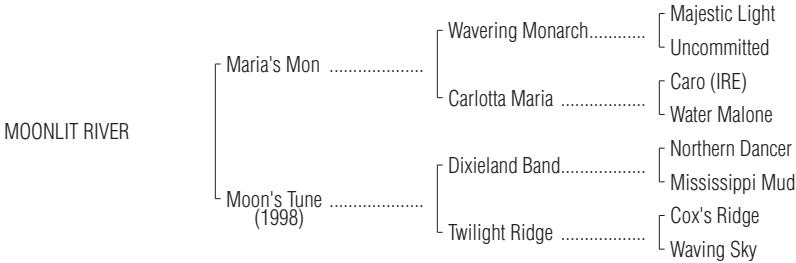 Majestic Light
Wavering Monarch............
Uncommitted
Maria's Mon ....................
Caro (IRE)
Carlotta Maria ..................
Water Malone
MOONLIT RIVER
Northern Dancer
Dixieland Band..................
Mississippi Mud
Moon's Tune ....................
(1998)
Cox's Ridge
Twilight Ridge ..................
Waving Sky